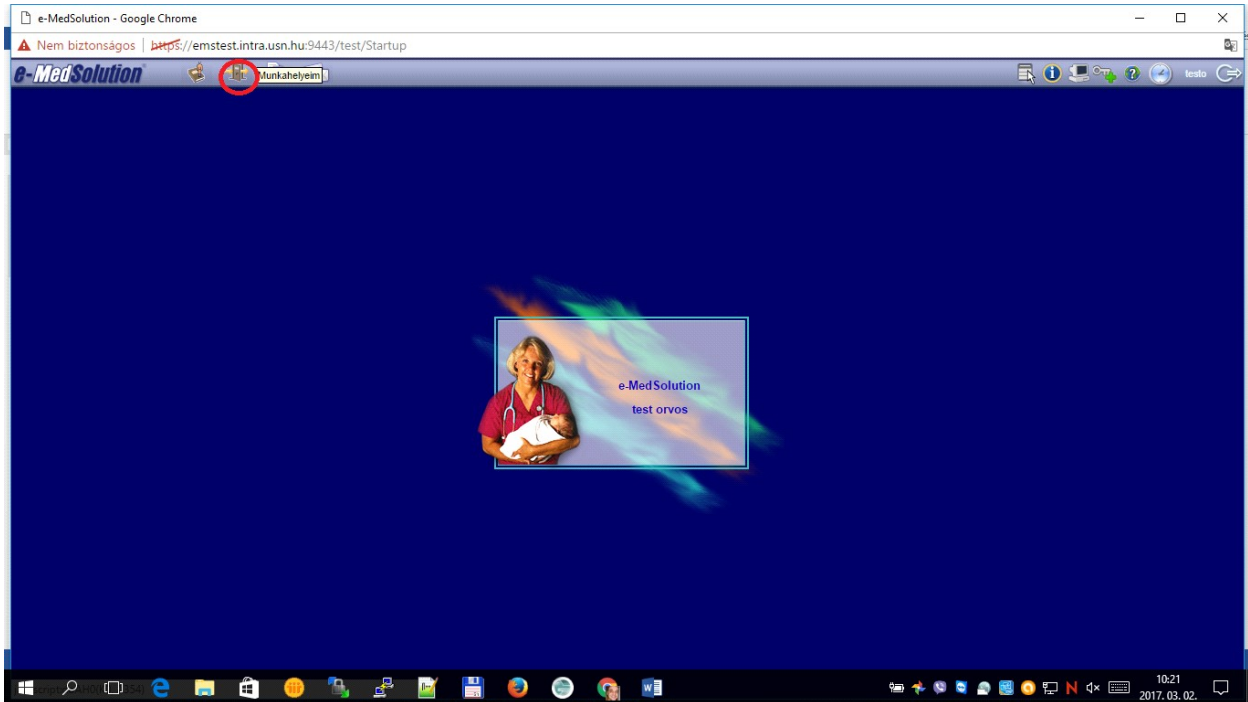 e-MedSolution - Google Chrome
Nem biztonságos | https://emstest.intra.usn.hu:9443/test/Startup
e-MedSolution
Munkahelyeim
testo
e-MedSolution
test orvos
10:21
2017. 03. 02.